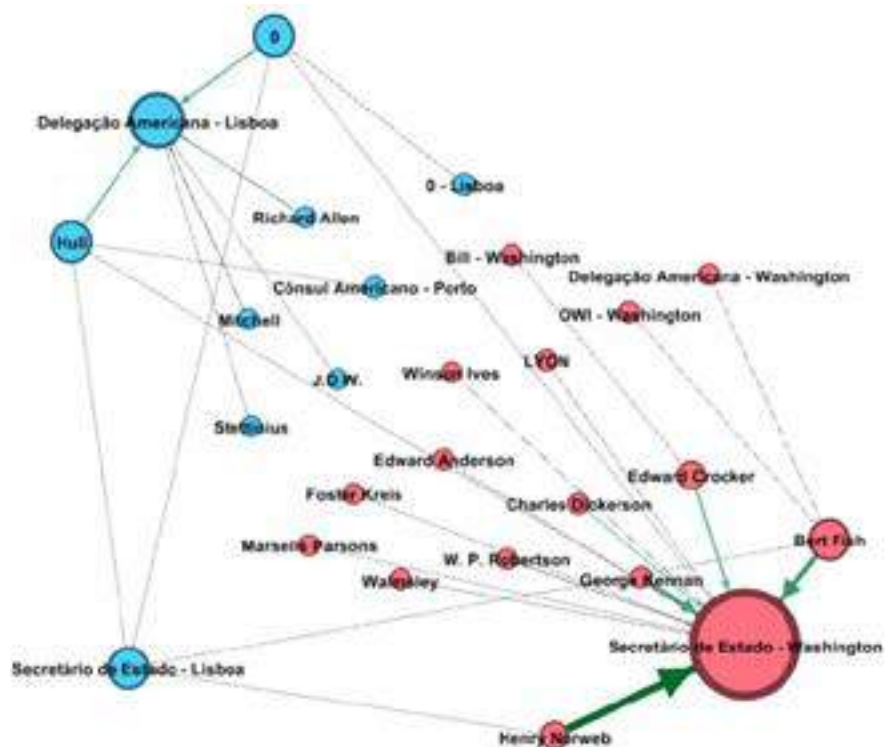 0
Delegação Americana - Lisboa
0 - Lisboa
Richard Allen
Hull
Bill - Washington
Delegação Americana - Washington
Cônsul Americano - Porto
OWI - Washington
Mitchell
LYON
Winson Ives
J.D.W.
Stettinius
Edward Anderson
Edward Crocker
Foster Kreis
Charles Dickerson
Bert Fish
Marselis Parsons
W. P. Robertson
Walmsley
George Kennan
Secretário de Estado - Washington
Secretário de Estado - Lisboa
Henry Norweb